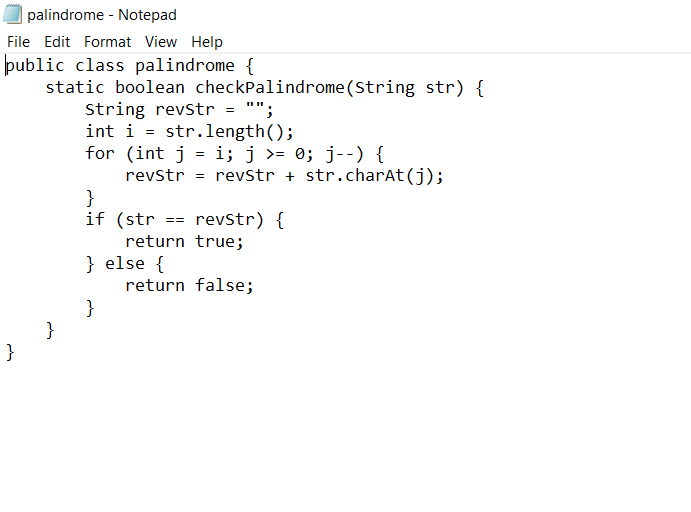 palindrome - Notepad
File Edit Format View Help
public class palindrome {
    static boolean checkPalindrome(String str) {
        String revStr = "";
        int i = str.length();
        for (int j = i; j >= 0; j--) {
            revStr = revStr + str.charAt(j);
        }
        if (str == revStr) {
            return true;
        } else {
            return false;
        }
    }
}